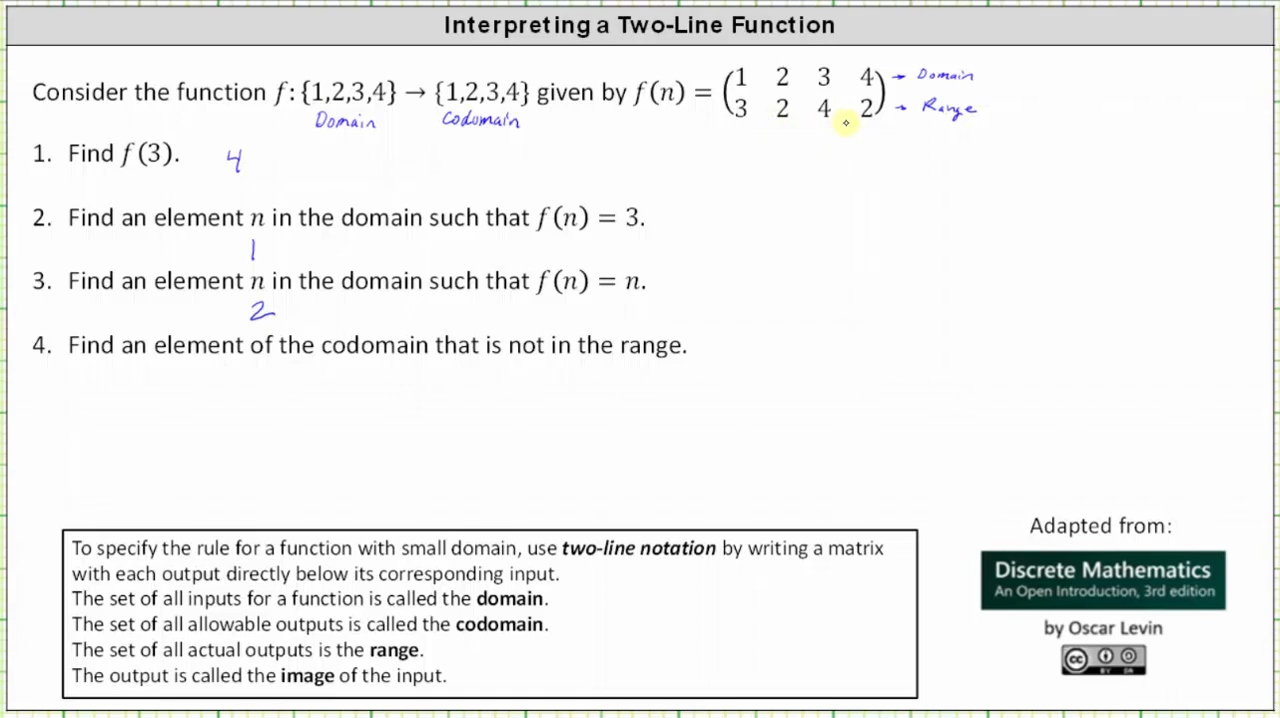 Interpreting a Two-Line Function
Consider the function f:{1,2,3,4} → {1,2,3,4} given by f(n) = (1 2 3 4) → Domain
(3 2 4 2) → Range
Domain Codomain
1. Find f(3). 4
2. Find an element n in the domain such that f(n) = 3.
1
3. Find an element n in the domain such that f(n) = n.
2
4. Find an element of the codomain that is not in the range.
To specify the rule for a function with small domain, use two-line notation by writing a matrix
with each output directly below its corresponding input.
The set of all inputs for a function is called the domain.
The set of all allowable outputs is called the codomain.
The set of all actual outputs is the range.
The output is called the image of the input.
Adapted from:
Discrete Mathematics
An Open Introduction, 3rd edition
by Oscar Levin
cc
BY SA